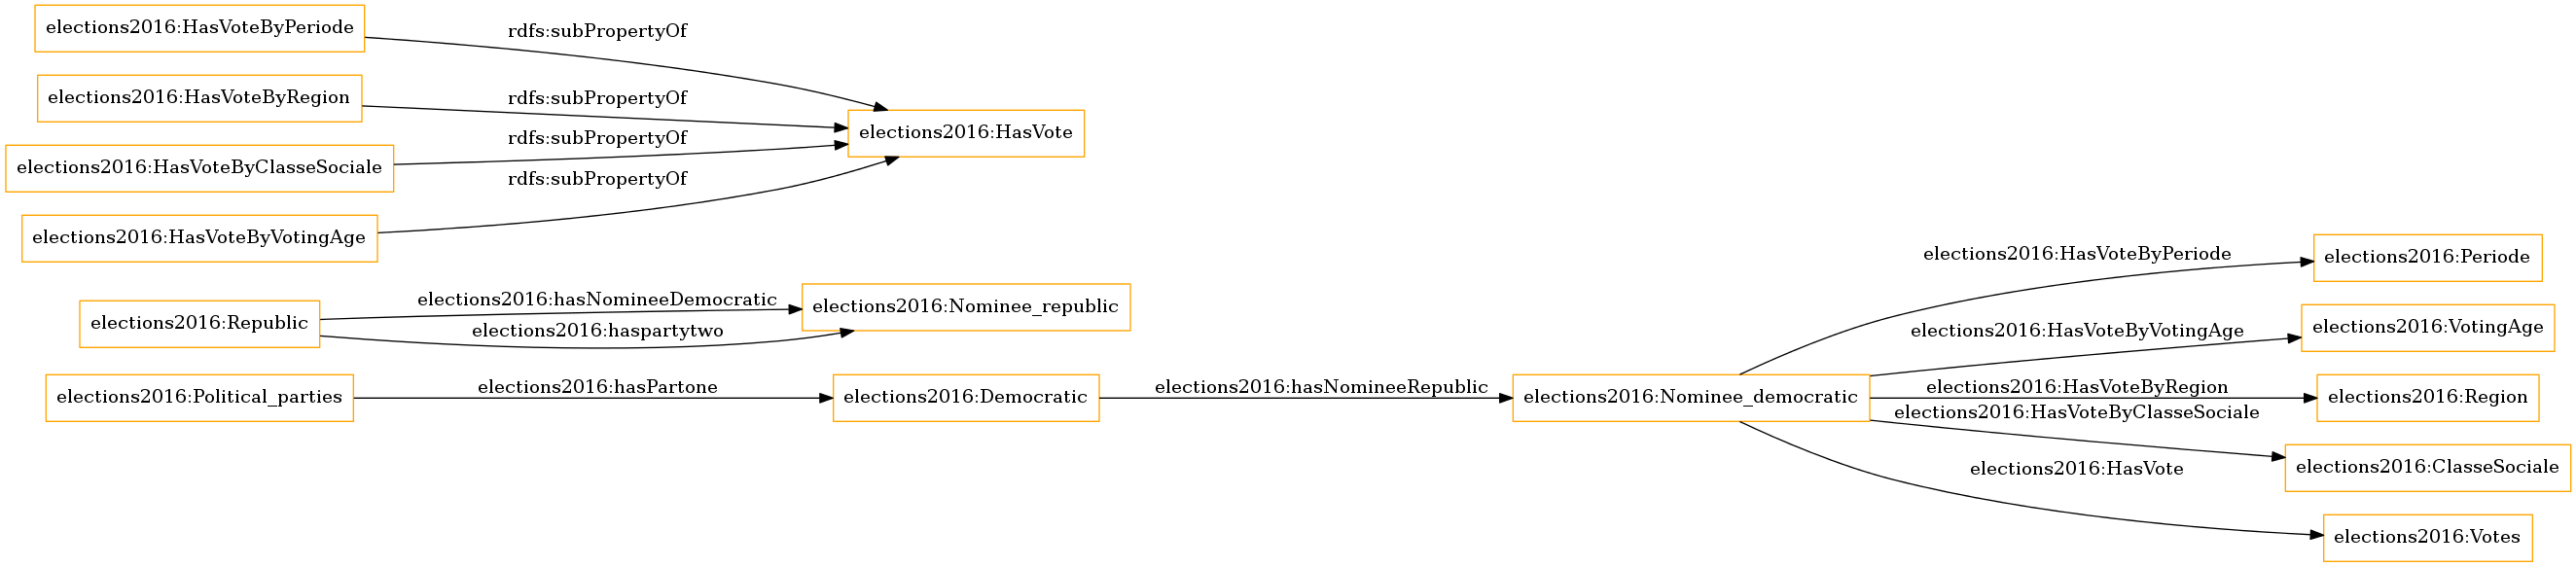 elections2016:HasVoteByPeriode
rdfs:subPropertyOf
elections2016:HasVoteByRegion
rdfs:subPropertyOf
elections2016:HasVote
rdfs:subPropertyOf
elections2016:HasVoteByClasseSociale
rdfs:subPropertyOf
elections2016:HasVoteByVotingAge
elections2016:HasVoteByPeriode
elections2016:Periode
elections2016:hasNomineeDemocratic
elections2016:Nominee_republic
elections2016:Republic
elections2016:haspartytwo
elections2016:HasVoteByVotingAge
elections2016:VotingAge
elections2016:Political_parties
elections2016:hasPartone
elections2016:Democratic
elections2016:hasNomineeRepublic
elections2016:Nominee_democratic
elections2016:HasVoteByRegion
elections2016:Region
elections2016:HasVoteByClasseSociale
elections2016:ClasseSociale
elections2016:HasVote
elections2016:Votes